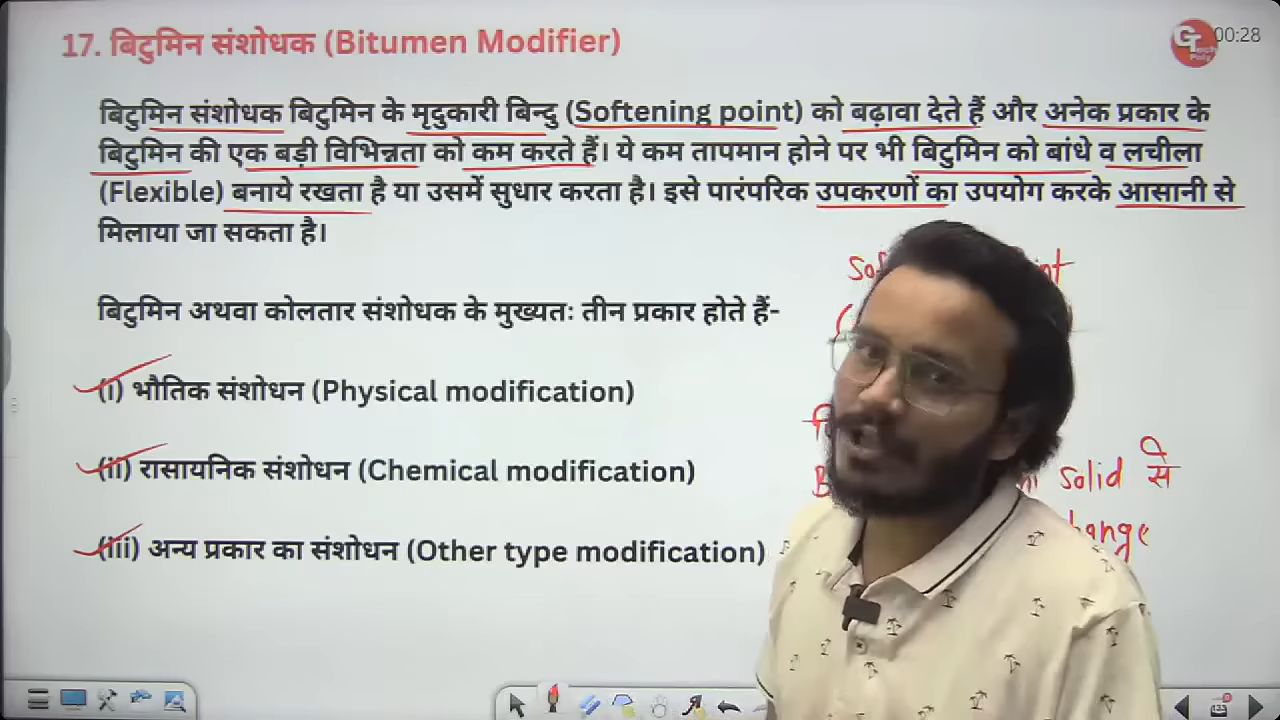 17. बिटुमिन संशोधक (Bitumen Modifier)
00:28
बिटुमिन संशोधक बिटुमिन के मृदुकारी बिन्दु (Softening point) को बढ़ावा देते हैं और अनेक प्रकार के
बिटुमिन की एक बड़ी विभिन्नता को कम करते हैं। ये कम तापमान होने पर भी बिटुमिन को बांधे व लचीला
(Flexible) बनाये रखता है या उसमें सुधार करता है। इसे पारंपरिक उपकरणों का उपयोग करके आसानी से
मिलाया जा सकता है।
बिटुमिन अथवा कोलतार संशोधक के मुख्यतः तीन प्रकार होते हैं-
(i) भौतिक संशोधन (Physical modification)
(ii) रासायनिक संशोधन (Chemical modification)
solid से
(iii) अन्य प्रकार का संशोधन (Other type modification)